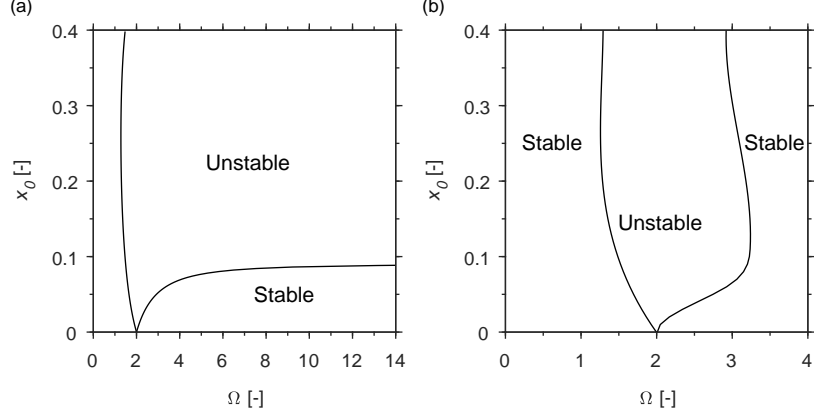 (a)
(b)
0.4
0.3
0.2
0.1
0
x0 [-]
Unstable
Stable
0 2 4 6 8 10 12 14
Ω [-]
0.4
0.3
0.2
0.1
0
x0 [-]
Stable
Stable
Unstable
0 1 2 3 4
Ω [-]